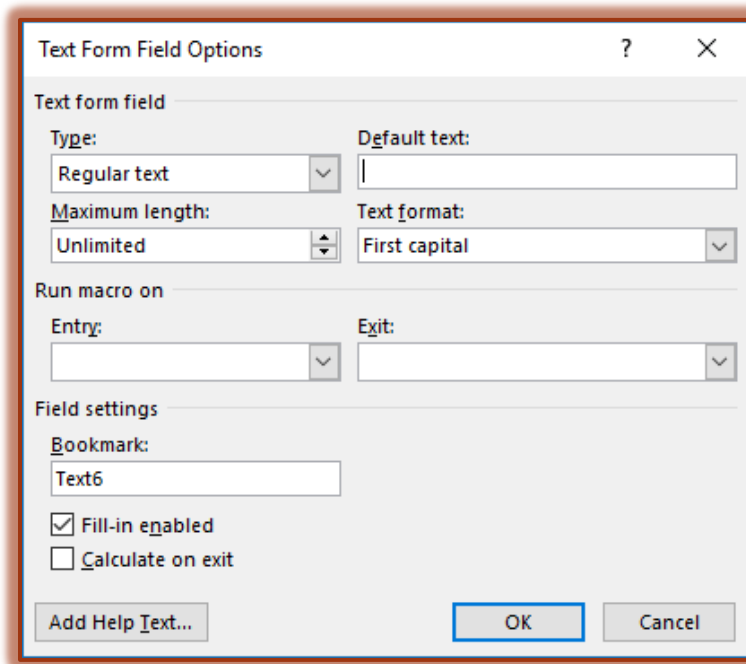 Text Form Field Options ?
Text form field
Type: Default text:
Regular text
Maximum length: Text format:
Unlimited First capital
Run macro on
Entry: Exit:
Field settings
Bookmark:
Text6
Fill-in enabled
Calculate on exit
Add Help Text... OK Cancel